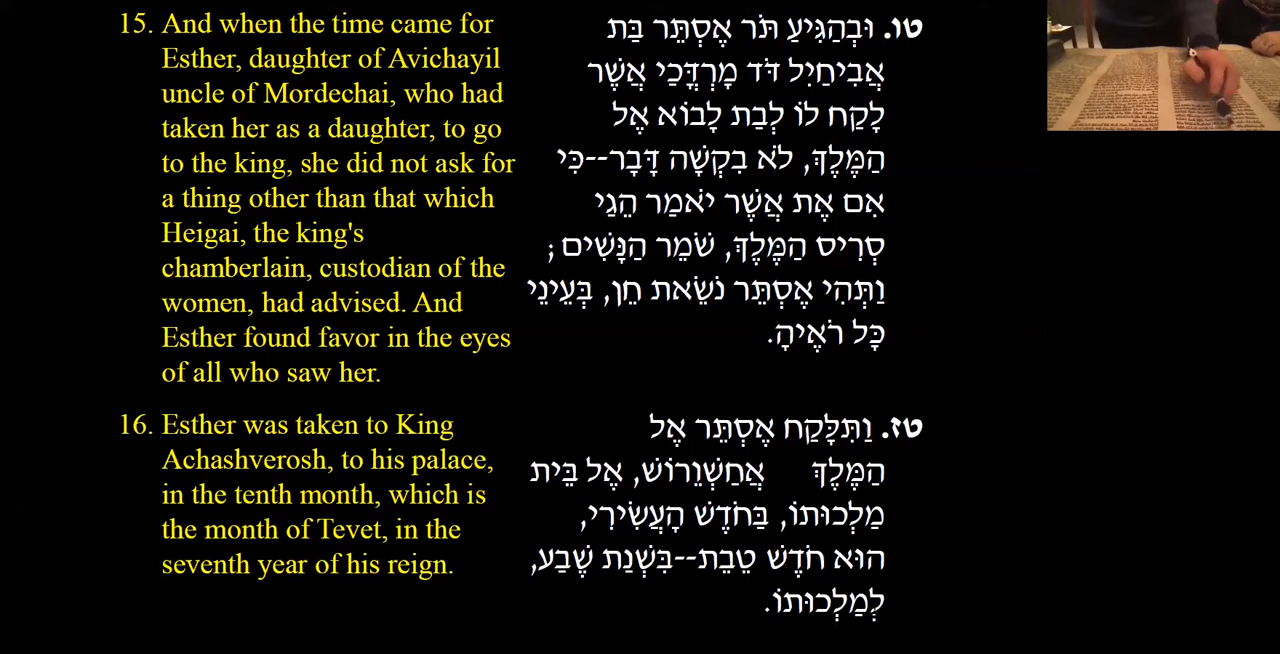 15. And when the time came for
Esther, daughter of Avichayil
uncle of Mordechai, who had
taken her as a daughter, to go
to the king, she did not ask for
a thing other than that which
Heigai, the king's
chamberlain, custodian of the
women, had advised. And
Esther found favor in the eyes
of all who saw her.
טו. וּבְהַגִּיעַ תֹּר אֶסְתֵּר בַּת
אֲבִיחַיִל דֹּד מָרְדֳּכַי אֲשֶׁר
לָקַח לוֹ לְבַת לָבוֹא אֶל
הַמֶּלֶךְ, לֹא בִקְשָׁה דָּבָר--כִּי
אִם אֶת אֲשֶׁר יֹאמַר הֵגַי
סְרִיס הַמֶּלֶךְ, שֹׁמֵר הַנָּשִׁים;
וַתְּהִי אֶסְתֵּר נֹשֵׂאת חֵן, בְּעֵינֵי
כָּל רֹאֶיהָ.
16. Esther was taken to King
Achashverosh, to his palace,
in the tenth month, which is
the month of Tevet, in the
seventh year of his reign.
טז. וַתִּלָּקַח אֶסְתֵּר אֶל
הַמֶּלֶךְ אֲחַשְׁוֵרוֹשׁ, אֶל בֵּית
מַלְכוּתוֹ, בַּחֹדֶשׁ הָעֲשִׂירִי,
הוּא חֹדֶשׁ טֵבֵת--בִּשְׁנַת שֶׁבַע,
לְמַלְכוּתוֹ.